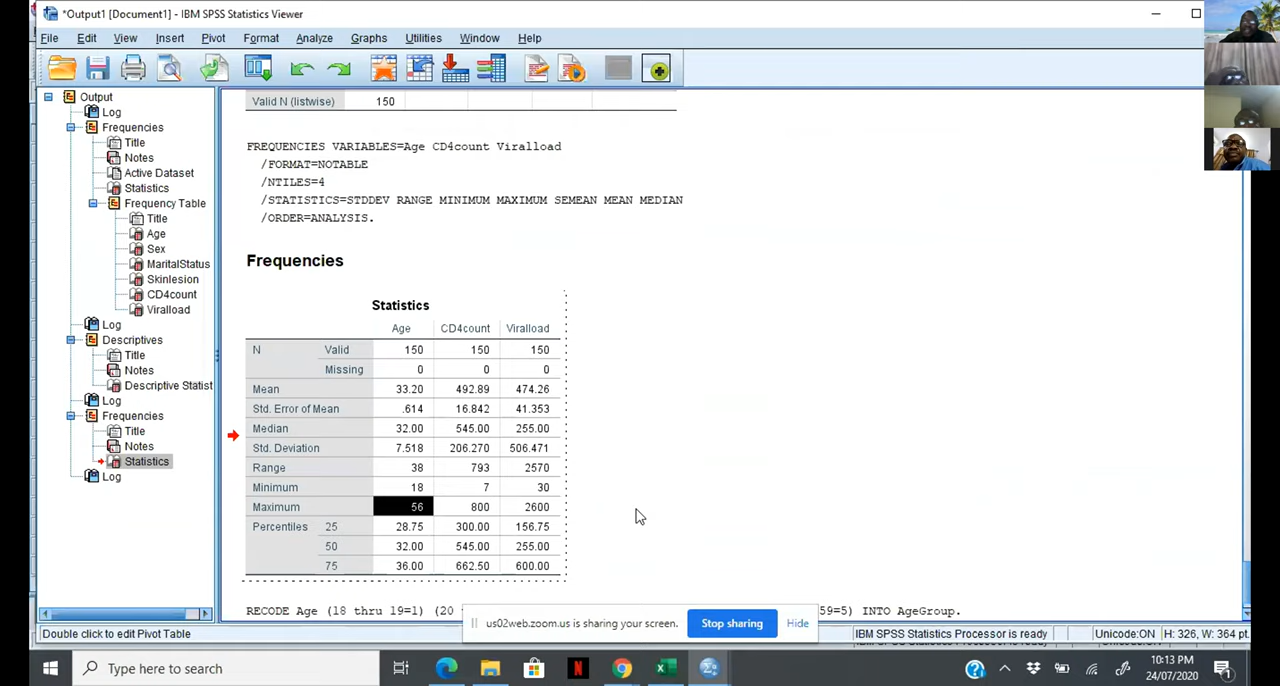 *Output1 [Document1] - IBM SPSS Statistics Viewer
File Edit View Insert Pivot Format Analyze Graphs Utilities Window Help
Output
Log
Frequencies
Title
Notes
Active Dataset
Statistics
Frequency Table
Title
Age
Sex
MaritalStatus
Skinlesion
CD4count
Viralload
Log
Descriptives
Title
Notes
Descriptive Statist
Log
Frequencies
Title
Notes
Statistics
Log
Valid N (listwise) 150
FREQUENCIES VARIABLES=Age CD4count Viralload
/FORMAT=NOTABLE
/NTILES=4
/STATISTICS=STDDEV RANGE MINIMUM MAXIMUM SEMEAN MEAN MEDIAN
/ORDER=ANALYSIS.
Frequencies
Statistics
Age CD4count Viralload
N Valid 150 150 150
Missing 0 0 0
Mean 33.20 492.89 474.26
Std. Error of Mean .614 16.842 41.353
Median 32.00 545.00 255.00
Std. Deviation 7.518 206.270 506.471
Range 38 793 2570
Minimum 18 7 30
Maximum 56 800 2600
Percentiles 25 28.75 300.00 156.75
50 32.00 545.00 255.00
75 36.00 662.50 600.00
RECODE Age (18 thru 19=1) (20 59=5) INTO AgeGroup.
us02web.zoom.us is sharing your screen. Stop sharing Hide
Double click to edit Pivot Table IBM SPSS Statistics Processor is ready Unicode:ON H: 326, W: 364 pt.
Type here to search
10:13 PM
24/07/2020